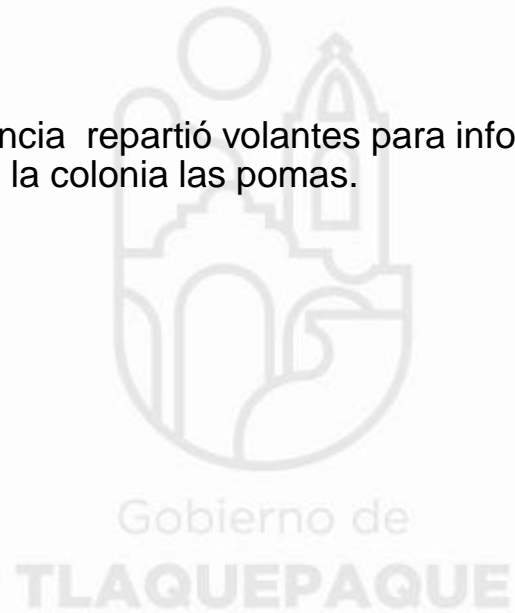 ncia  repartió volantes para info
la colonia las pomas.
Gobierno de
TLAQUEPAQUE